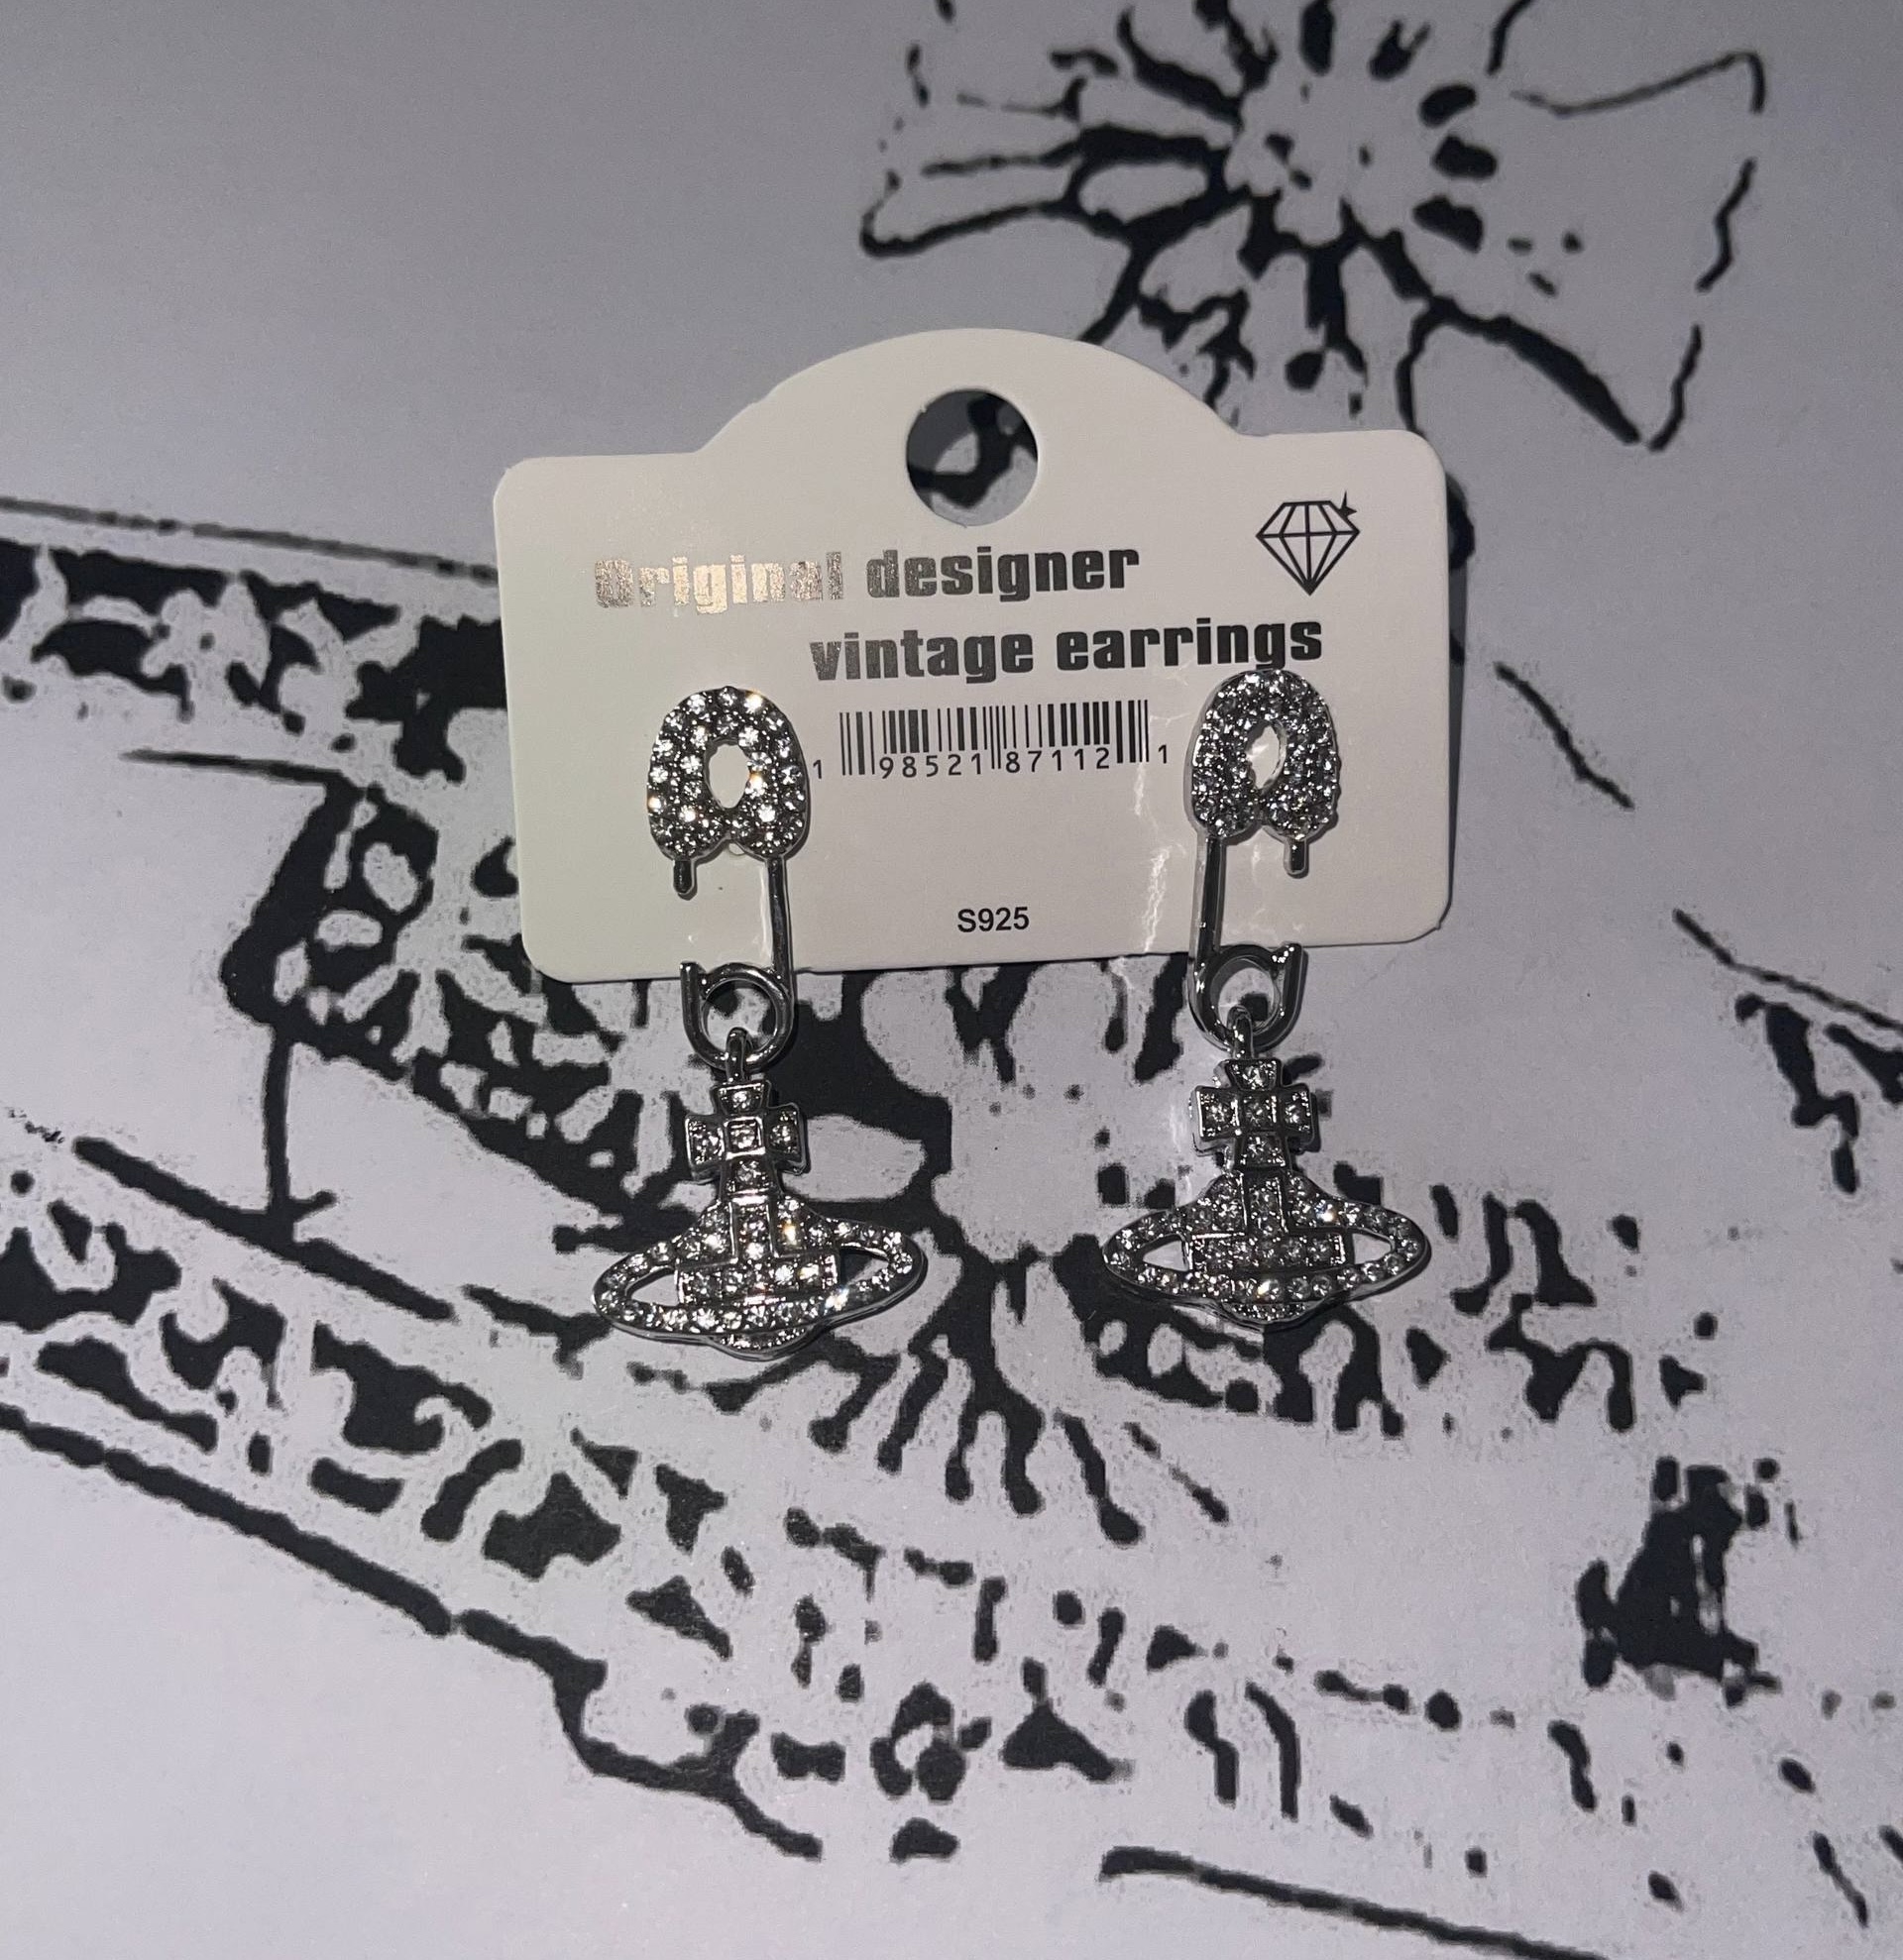 Original designer
vintage earrings
1 98521 87112 1
S925